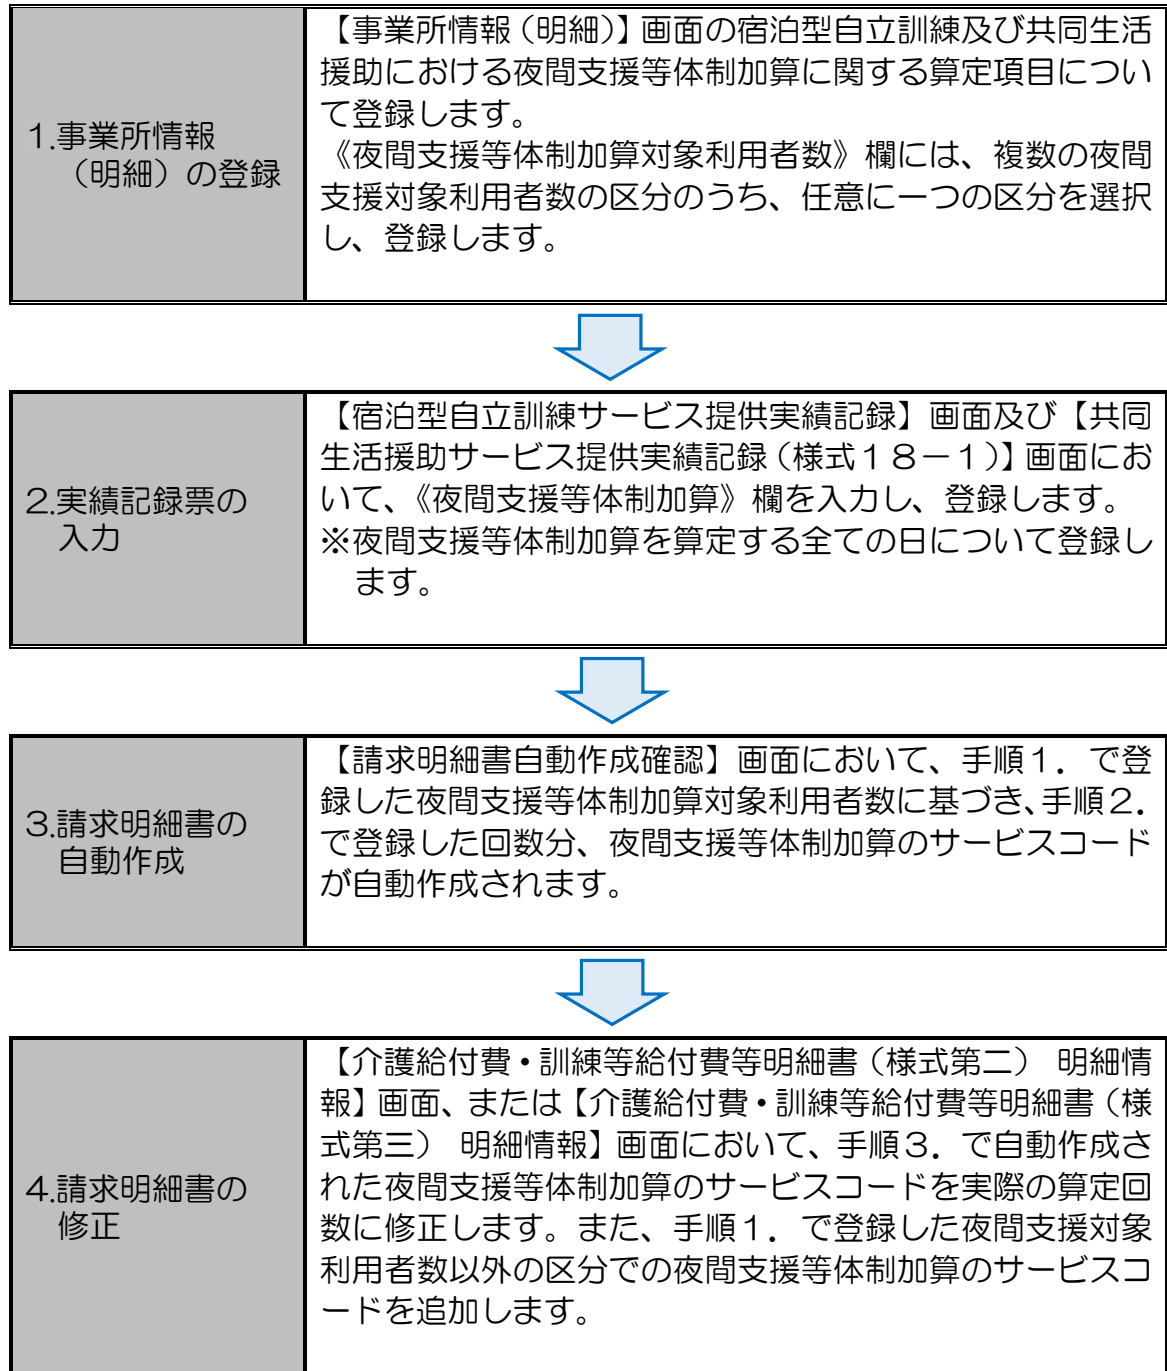 1.事業所情報
（明細）の登録
【事業所情報（明細）】画面の宿泊型自立訓練及び共同生活
援助における夜間支援等体制加算に関する算定項目につい
て登録します。
《夜間支援等体制加算対象利用者数》欄には、複数の夜間
支援対象利用者数の区分のうち、任意に一つの区分を選択
し、登録します。
2.実績記録票の
入力
【宿泊型自立訓練サービス提供実績記録】画面及び【共同
生活援助サービス提供実績記録（様式１８－１）】画面にお
いて、《夜間支援等体制加算》欄を入力し、登録します。
※夜間支援等体制加算を算定する全ての日について登録し
ます。
3.請求明細書の
自動作成
【請求明細書自動作成確認】画面において、手順１．で登
録した夜間支援等体制加算対象利用者数に基づき、手順２．
で登録した回数分、夜間支援等体制加算のサービスコード
が自動作成されます。
4.請求明細書の
修正
【介護給付費・訓練等給付費等明細書（様式第二）　明細情
報】画面、または【介護給付費・訓練等給付費等明細書（様
式第三）　明細情報】画面において、手順３．で自動作成さ
れた夜間支援等体制加算のサービスコードを実際の算定回
数に修正します。また、手順１．で登録した夜間支援対象
利用者数以外の区分での夜間支援等体制加算のサービスコ
ードを追加します。